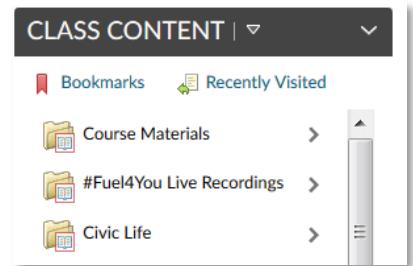 CLASS CONTENT |
Bookmarks Recently Visited
Course Materials
#Fuel4You Live Recordings
Civic Life